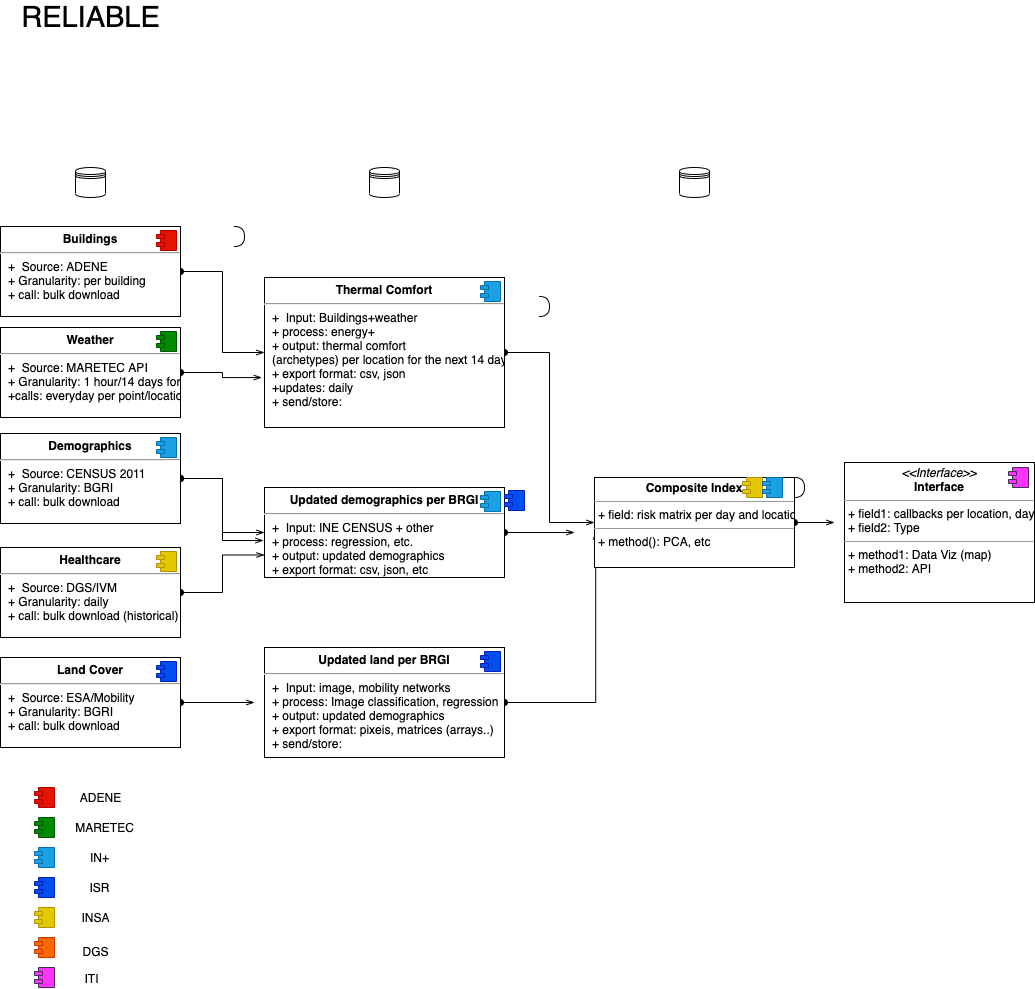 RELIABLE
Buildings
+ Source: ADENE
+ Granularity: per building
+ call: bulk download
Weather
+ Source: MARETEC API
+ Granularity: 1 hour/14 days for
+calls: everyday per point/locatic
Demographics
+ Source: CENSUS 2011
+ Granularity: BGRI
+ call: bulk download
Healthcare
+ Source: DGS/IVM
+ Granularity: daily
+ call: bulk download (historical)
Land Cover
+ Source: ESA/Mobility
+ Granularity: BGRI
+ call: bulk download
Thermal Comfort
+ Input: Buildings+weather
+ process: energy+
+ output: thermal comfort
(archetypes) per location for the next 14 day
+ export format: csv, json
+updates: daily
+ send/store:
Updated demographics per BRGI
+ Input: INE CENSUS + other
+ process: regression, etc.
+ output: updated demographics
+ export format: csv, json, etc
Updated land per BRGI
+ Input: image, mobility networks
+ process: Image classification, regression
+ output: updated demographics
+ export format: pixeis, matrices (arrays..)
+ send/store:
Composite Index
+ field: risk matrix per day and locatic
+ method(): PCA, etc
<<Interface>>
Interface
+ field1: callbacks per location, day
+ field2: Type
+ method1: Data Viz (map)
+ method2: API
ADENE
MARETEC
IN+
ISR
INSA
DGS
ITI